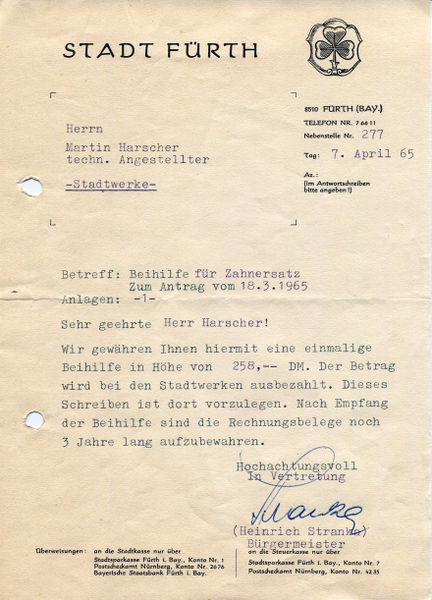 STADT FÜRTH
8510 FÜRTH (BAY.)
TELEFON NR. 7 66 11
Nebenstelle Nr. 277
Tag: 7. April 65
Az.:
(Im Antwortschreiben
bitte angeben!)
Herrn
Martin Harscher
techn. Angestellter
-Stadtwerke-
Betreff: Beihilfe für Zahnersatz
Zum Antrag vom 18.3.1965
Anlagen: -1-
Sehr geehrte Herr Harscher!
Wir gewähren Ihnen hiermit eine einmalige
Beihilfe in Höhe von 258,-- DM. Der Betrag
wird bei den Stadtwerken ausbezahlt. Dieses
Schreiben ist dort vorzulegen. Nach Empfang
der Beihilfe sind die Rechnungsbelege noch
3 Jahre lang aufzubewahren.
Hochachtungsvoll
In Vertretung
Stranka
(Heinrich Stranka)
Bürgermeister
Überweisungen: an die Stadtkasse nur über
Stadtsparkasse Fürth i. Bay., Konto Nr. 1
Postscheckamt Nürnberg, Konto Nr. 2676
Bayerische Staatsbank Fürth i. Bay.
an die Steuerkasse nur über
Stadtsparkasse Fürth i. Bay., Konto Nr. 7
Postscheckamt Nürnberg, Konto Nr. 4235